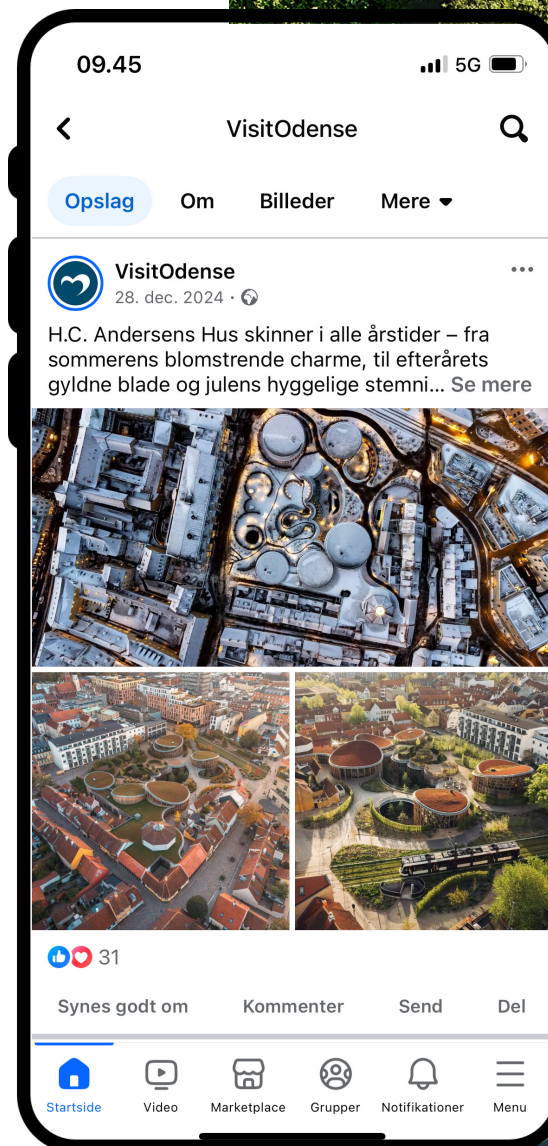 09.45
5G
VisitOdense
Opslag Om Billeder Mere
VisitOdense
28. dec. 2024 ·
H.C. Andersens Hus skinner i alle årstider – fra
sommerens blomstrende charme, til efterårets
gyldne blade og julens hyggelige stemni... Se mere
31
Synes godt om Kommenter Send Del
Startside Video Marketplace Grupper Notifikationer Menu